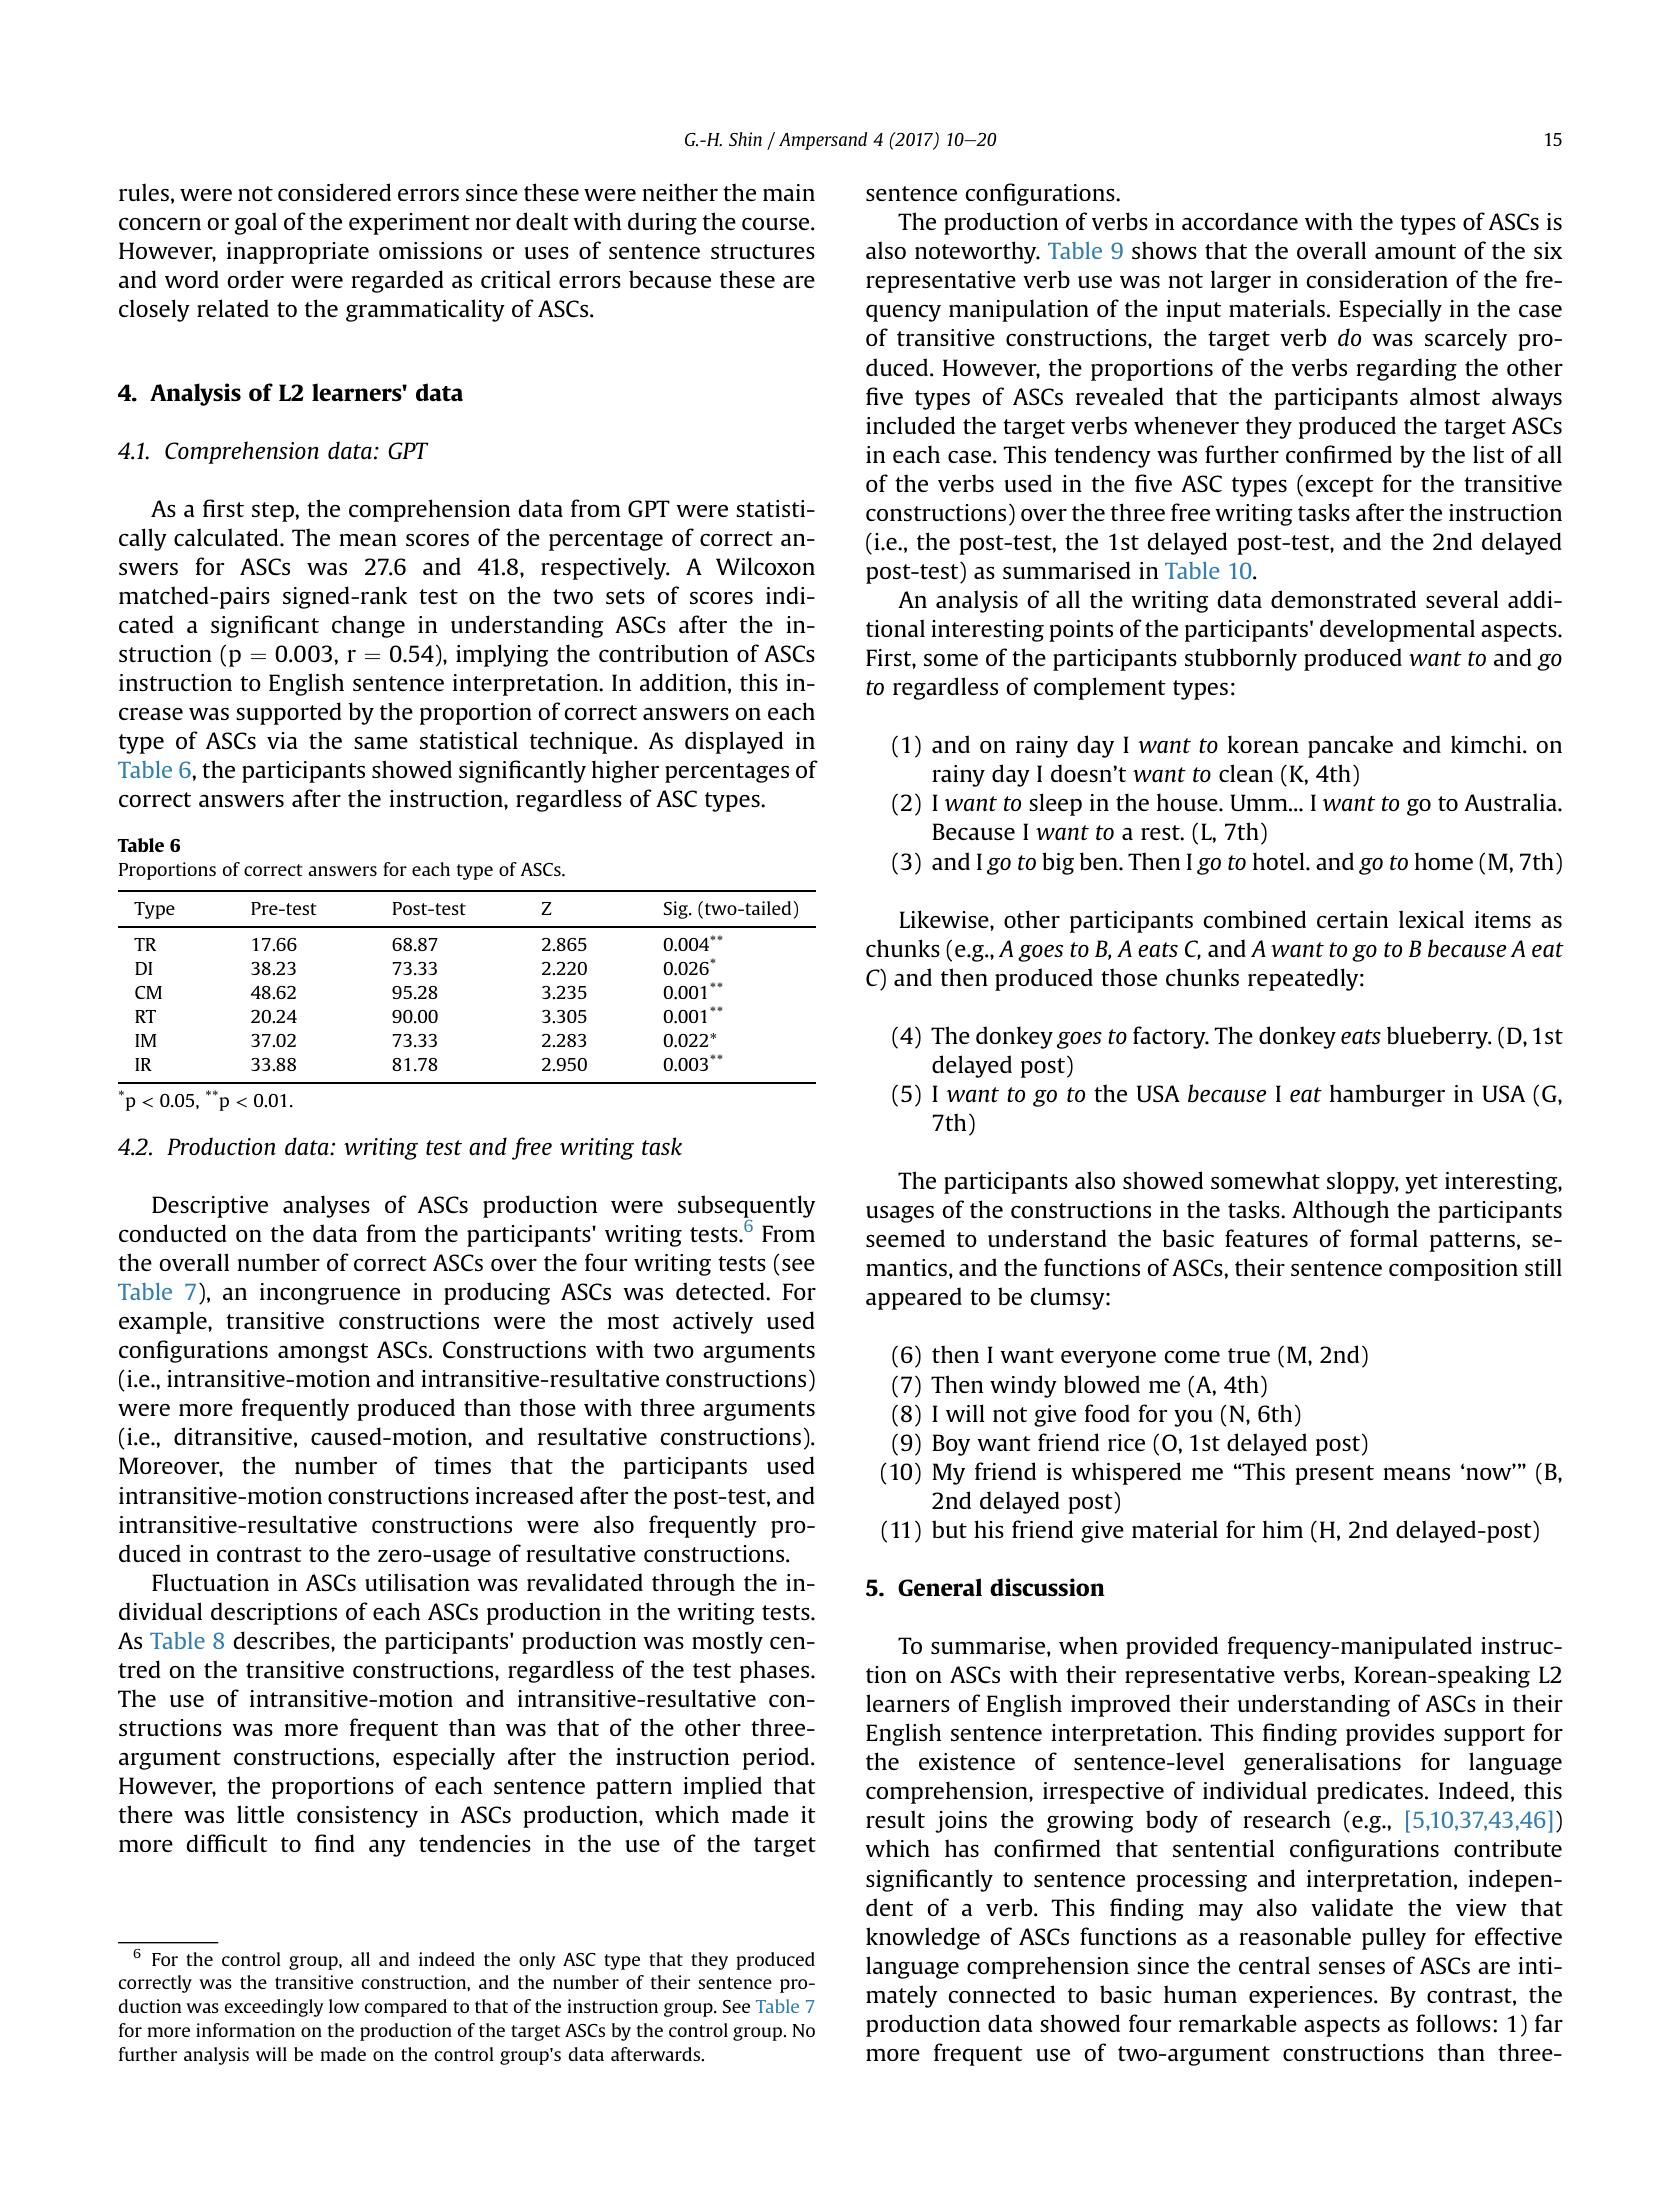 G.-H. Shin / Ampersand 4 (2017) 10–20
15
rules, were not considered errors since these were neither the main
concern or goal of the experiment nor dealt with during the course.
However, inappropriate omissions or uses of sentence structures
and word order were regarded as critical errors because these are
closely related to the grammaticality of ASCs.
4. Analysis of L2 learners' data
4.1. Comprehension data: GPT
As a first step, the comprehension data from GPT were statisti-
cally calculated. The mean scores of the percentage of correct an-
swers for ASCs was 27.6 and 41.8, respectively. A Wilcoxon
matched-pairs signed-rank test on the two sets of scores indi-
cated a significant change in understanding ASCs after the in-
struction (p = 0.003, r = 0.54), implying the contribution of ASCs
instruction to English sentence interpretation. In addition, this in-
crease was supported by the proportion of correct answers on each
type of ASCs via the same statistical technique. As displayed in
Table 6, the participants showed significantly higher percentages of
correct answers after the instruction, regardless of ASC types.
Table 6
Proportions of correct answers for each type of ASCs.
Type Pre-test Post-test Z Sig. (two-tailed)
TR 17.66 68.87 2.865 0.004**
DI 38.23 73.33 2.220 0.026*
CM 48.62 95.28 3.235 0.001**
RT 20.24 90.00 3.305 0.001**
IM 37.02 73.33 2.283 0.022*
IR 33.88 81.78 2.950 0.003**
*p < 0.05, **p < 0.01.
4.2. Production data: writing test and free writing task
Descriptive analyses of ASCs production were subsequently
conducted on the data from the participants' writing tests.6 From
the overall number of correct ASCs over the four writing tests (see
Table 7), an incongruence in producing ASCs was detected. For
example, transitive constructions were the most actively used
configurations amongst ASCs. Constructions with two arguments
(i.e., intransitive-motion and intransitive-resultative constructions)
were more frequently produced than those with three arguments
(i.e., ditransitive, caused-motion, and resultative constructions).
Moreover, the number of times that the participants used
intransitive-motion constructions increased after the post-test, and
intransitive-resultative constructions were also frequently pro-
duced in contrast to the zero-usage of resultative constructions.
Fluctuation in ASCs utilisation was revalidated through the in-
dividual descriptions of each ASCs production in the writing tests.
As Table 8 describes, the participants' production was mostly cen-
tred on the transitive constructions, regardless of the test phases.
The use of intransitive-motion and intransitive-resultative con-
structions was more frequent than was that of the other three-
argument constructions, especially after the instruction period.
However, the proportions of each sentence pattern implied that
there was little consistency in ASCs production, which made it
more difficult to find any tendencies in the use of the target
6 For the control group, all and indeed the only ASC type that they produced
correctly was the transitive construction, and the number of their sentence pro-
duction was exceedingly low compared to that of the instruction group. See Table 7
for more information on the production of the target ASCs by the control group. No
further analysis will be made on the control group's data afterwards.
sentence configurations.
The production of verbs in accordance with the types of ASCs is
also noteworthy. Table 9 shows that the overall amount of the six
representative verb use was not larger in consideration of the fre-
quency manipulation of the input materials. Especially in the case
of transitive constructions, the target verb do was scarcely pro-
duced. However, the proportions of the verbs regarding the other
five types of ASCs revealed that the participants almost always
included the target verbs whenever they produced the target ASCs
in each case. This tendency was further confirmed by the list of all
of the verbs used in the five ASC types (except for the transitive
constructions) over the three free writing tasks after the instruction
(i.e., the post-test, the 1st delayed post-test, and the 2nd delayed
post-test) as summarised in Table 10.
An analysis of all the writing data demonstrated several addi-
tional interesting points of the participants' developmental aspects.
First, some of the participants stubbornly produced want to and go
to regardless of complement types:
(1) and on rainy day I want to korean pancake and kimchi. on
rainy day I doesn't want to clean (K, 4th)
(2) I want to sleep in the house. Umm... I want to go to Australia.
Because I want to a rest. (L, 7th)
(3) and I go to big ben. Then I go to hotel. and go to home (M, 7th)
Likewise, other participants combined certain lexical items as
chunks (e.g., A goes to B, A eats C, and A want to go to B because A eat
C) and then produced those chunks repeatedly:
(4) The donkey goes to factory. The donkey eats blueberry. (D, 1st
delayed post)
(5) I want to go to the USA because I eat hamburger in USA (G,
7th)
The participants also showed somewhat sloppy, yet interesting,
usages of the constructions in the tasks. Although the participants
seemed to understand the basic features of formal patterns, se-
mantics, and the functions of ASCs, their sentence composition still
appeared to be clumsy:
(6) then I want everyone come true (M, 2nd)
(7) Then windy blowed me (A, 4th)
(8) I will not give food for you (N, 6th)
(9) Boy want friend rice (O, 1st delayed post)
(10) My friend is whispered me “This present means ‘now’” (B,
2nd delayed post)
(11) but his friend give material for him (H, 2nd delayed-post)
5. General discussion
To summarise, when provided frequency-manipulated instruc-
tion on ASCs with their representative verbs, Korean-speaking L2
learners of English improved their understanding of ASCs in their
English sentence interpretation. This finding provides support for
the existence of sentence-level generalisations for language
comprehension, irrespective of individual predicates. Indeed, this
result joins the growing body of research (e.g., [5,10,37,43,46])
which has confirmed that sentential configurations contribute
significantly to sentence processing and interpretation, indepen-
dent of a verb. This finding may also validate the view that
knowledge of ASCs functions as a reasonable pulley for effective
language comprehension since the central senses of ASCs are inti-
mately connected to basic human experiences. By contrast, the
production data showed four remarkable aspects as follows: 1) far
more frequent use of two-argument constructions than three-